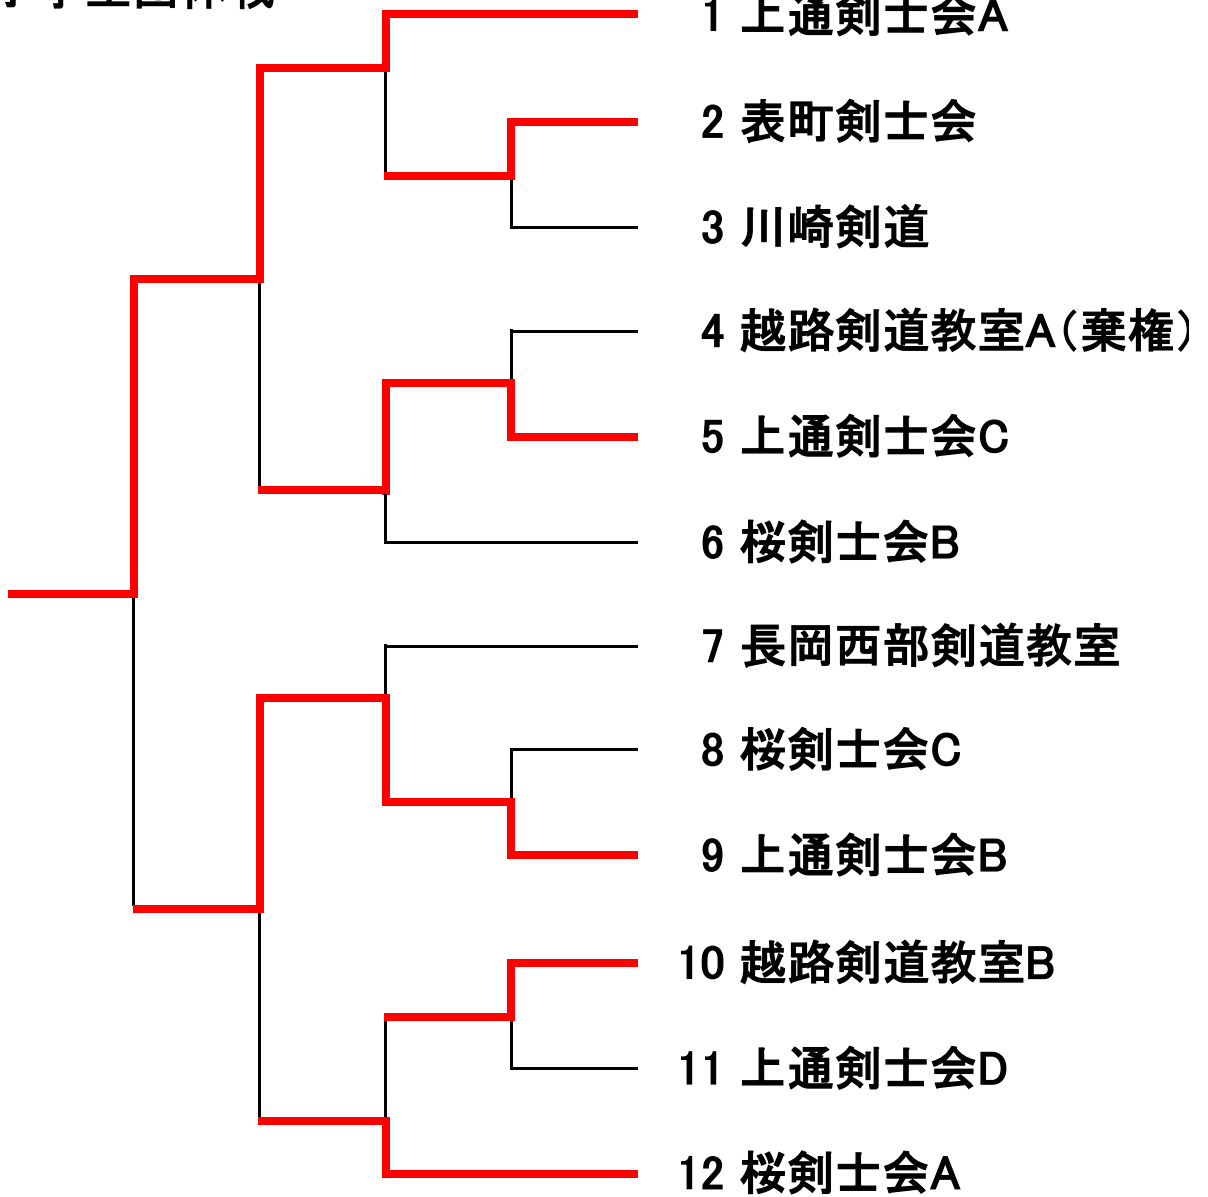 1 上通剣士会A
2 表町剣士会
3 川崎剣道
4 越路剣道教室A(棄権)
5 上通剣士会C
6 桜剣士会B
7 長岡西部剣道教室
8 桜剣士会C
9 上通剣士会B
10 越路剣道教室B
11 上通剣士会D
12 桜剣士会A